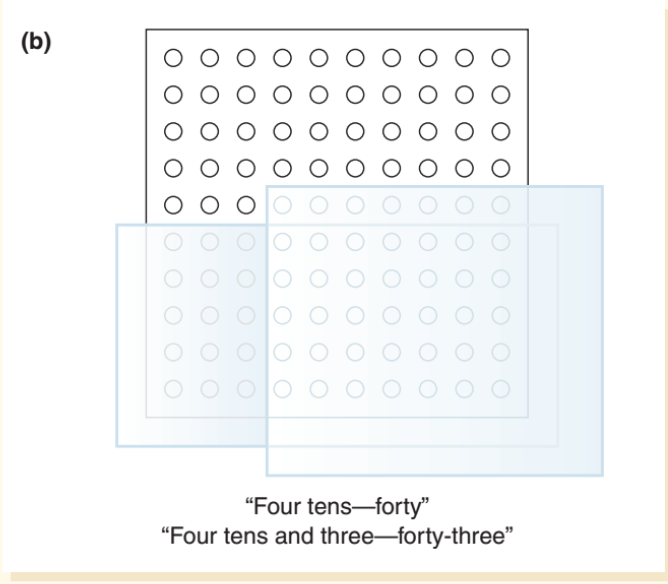 (b)
“Four tens—forty”
“Four tens and three—forty-three”